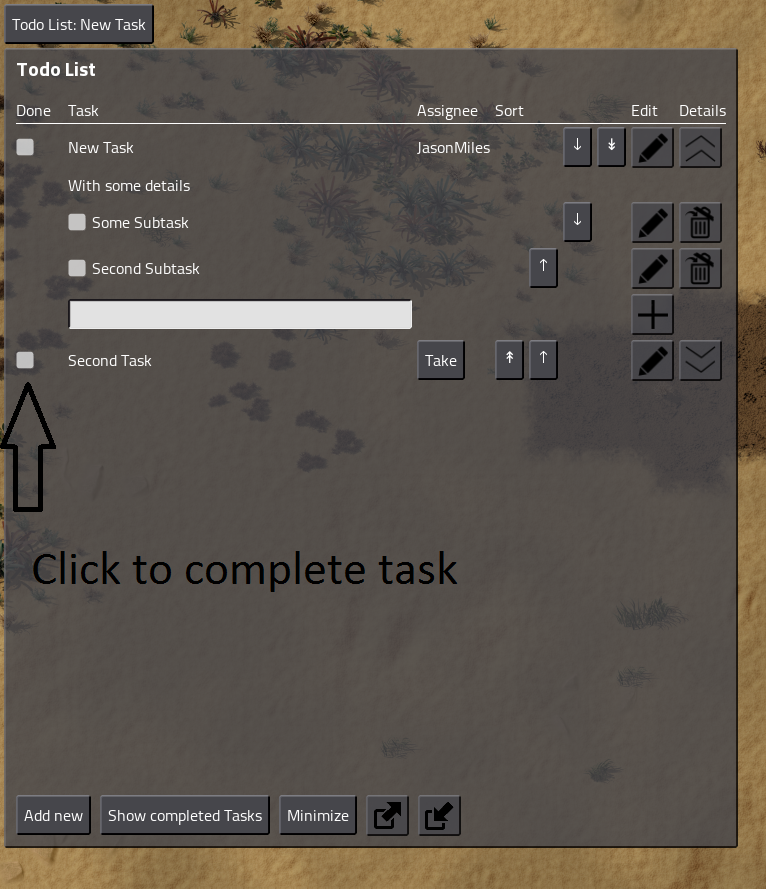 Todo List: New Task
Todo List
Done Task Assignee Sort Edit Details
New Task JasonMiles
With some details
Some Subtask
Second Subtask
Second Task Take
Click to complete task
Add new Show completed Tasks Minimize